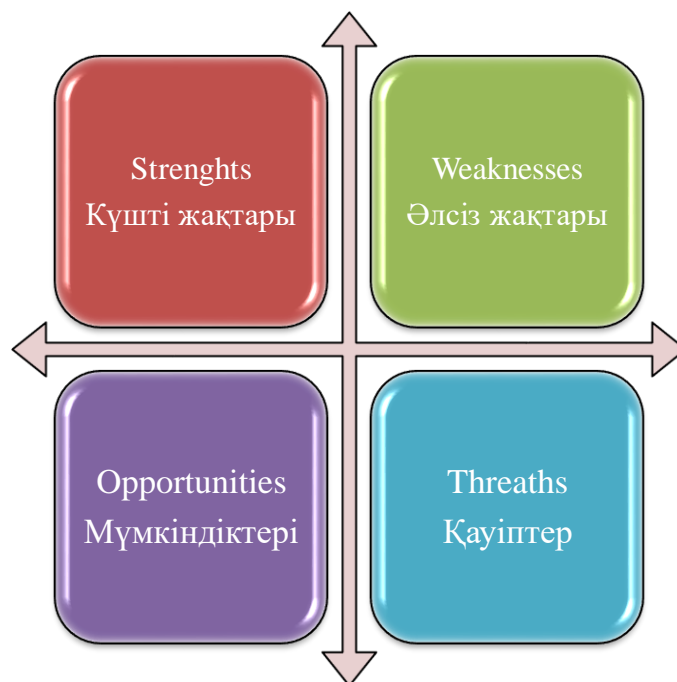 Strenghts
Күшті жақтары
Weaknesses
Әлсіз жақтары
Opportunities
Мүмкіндіктері
Threaths
Қауіптер